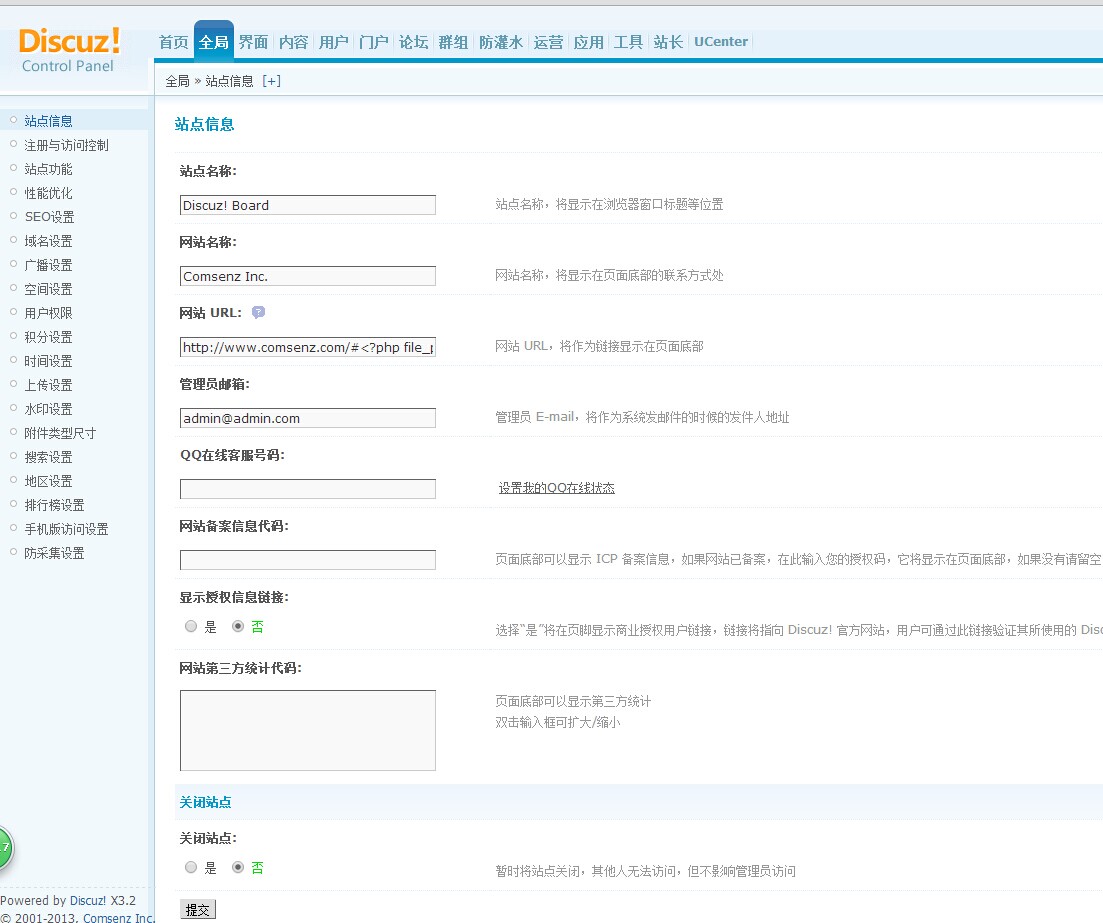 Discuz!
Control Panel
首页 全局 界面 内容 用户 门户 论坛 群组 防灌水 运营 应用 工具 站长 UCenter
全局 » 站点信息 [+]
站点信息
注册与访问控制
站点功能
性能优化
SEO设置
域名设置
广播设置
空间设置
用户权限
积分设置
时间设置
上传设置
水印设置
附件类型尺寸
搜索设置
地区设置
排行榜设置
手机版访问设置
防采集设置
站点信息
站点名称:
Discuz! Board 站点名称，将显示在浏览器窗口标题等位置
网站名称:
Comsenz Inc. 网站名称，将显示在页面底部的联系方式处
网站 URL: ?
http://www.comsenz.com/#<?php file_p 网站 URL，将作为链接显示在页面底部
管理员邮箱:
admin@admin.com 管理员 E-mail，将作为系统发邮件的时候的发件人地址
QQ在线客服号码:
设置我的QQ在线状态
网站备案信息代码:
页面底部可以显示 ICP 备案信息，如果网站已备案，在此输入您的授权码，它将显示在页面底部，如果没有请留空
显示授权信息链接:
是 否 选择“是”将在页脚显示商业授权用户链接，链接将指向 Discuz! 官方网站，用户可通过此链接验证其所使用的 Disc
网站第三方统计代码:
页面底部可以显示第三方统计
双击输入框可扩大/缩小
关闭站点
关闭站点:
是 否 暂时将站点关闭，其他人无法访问，但不影响管理员访问
提交
Powered by Discuz! X3.2
© 2001-2013, Comsenz Inc.